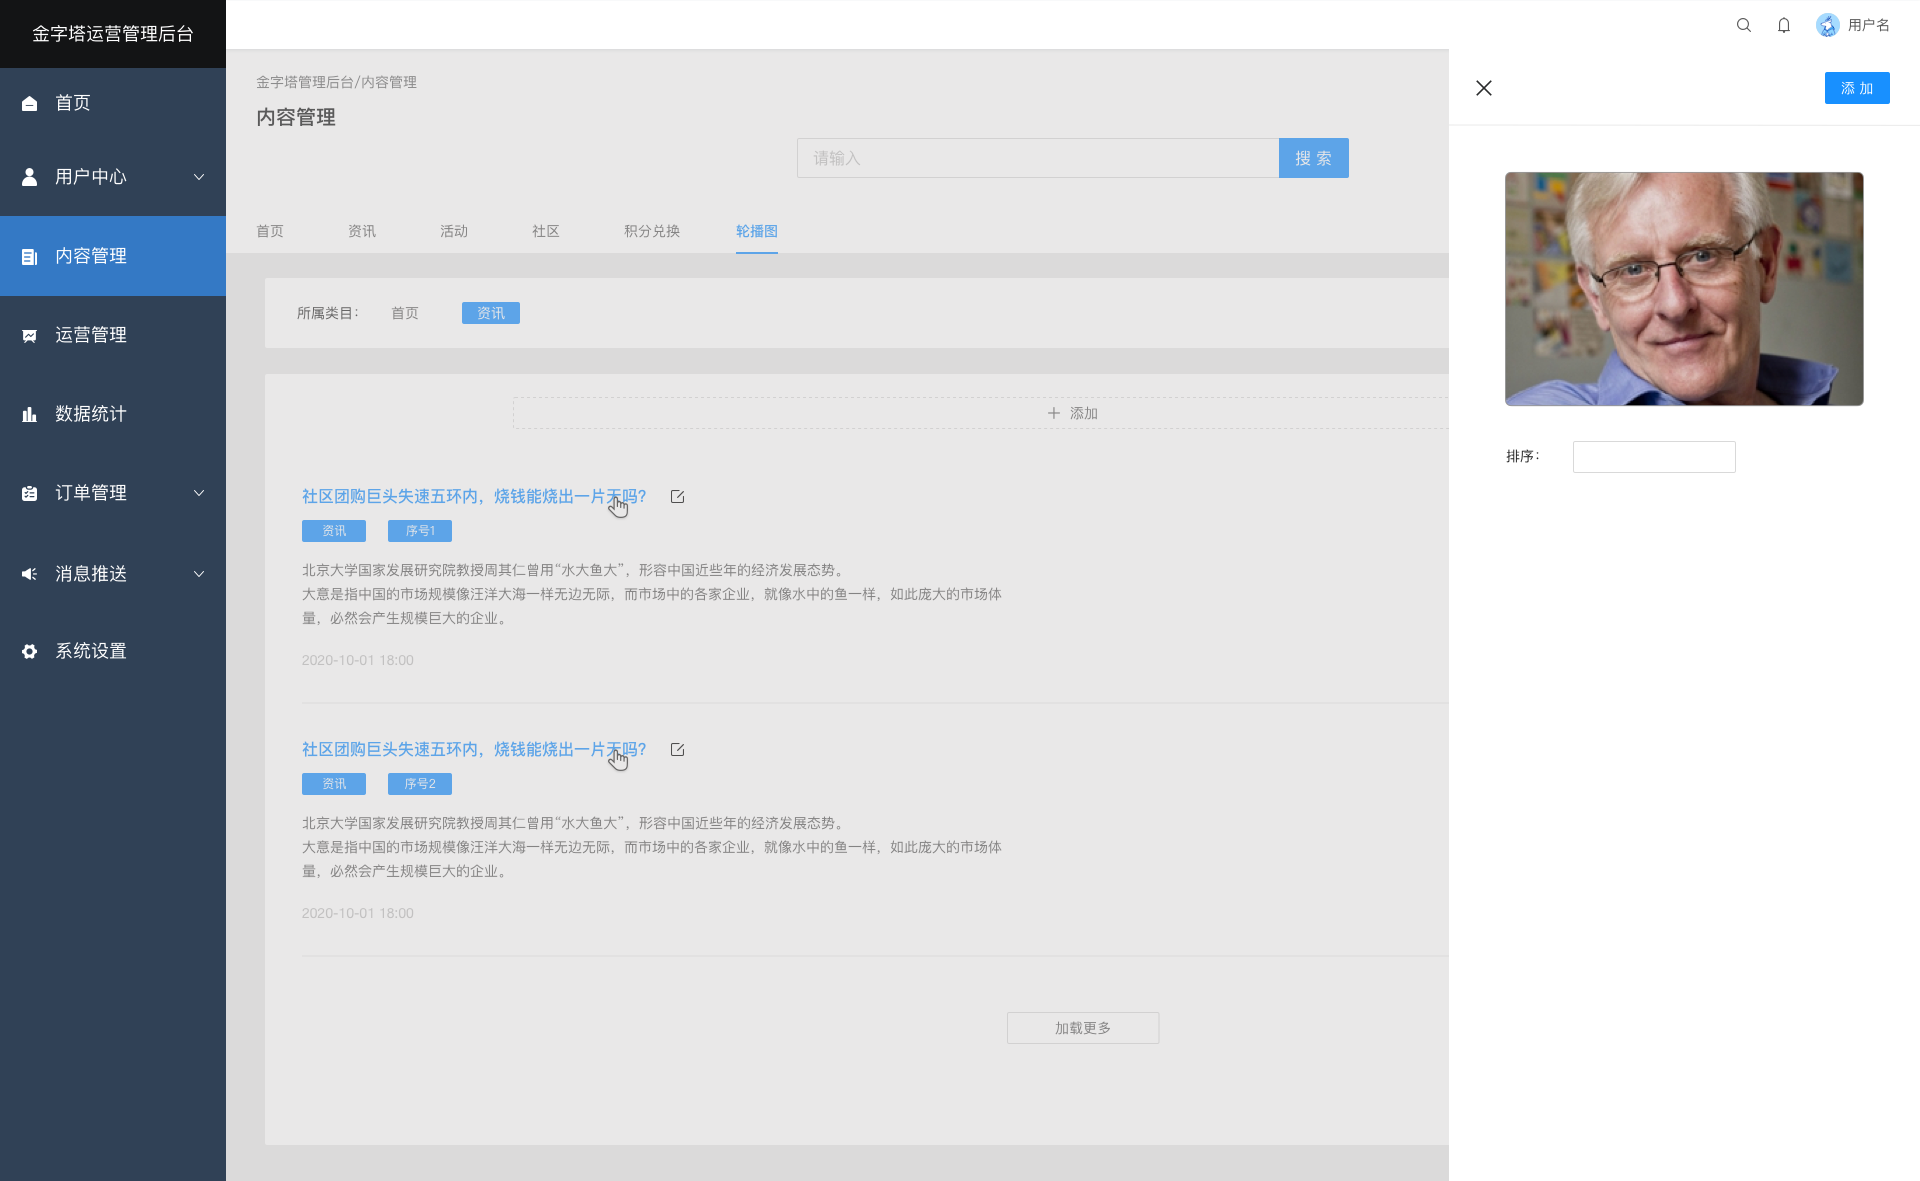 金字塔运营管理后台
用户名
首页
用户中心
内容管理
运营管理
数据统计
订单管理
消息推送
系统设置
金字塔管理后台/内容管理
内容管理
请输入
搜 索
首页
资讯
活动
社区
积分兑换
轮播图
所属类目：
首页
资讯
添加
社区团购巨头失速五环内，烧钱能烧出一片天吗?
资讯
序号1
北京大学国家发展研究院教授周其仁曾用“水大鱼大”，形容中国近些年的经济发展态势。
大意是指中国的市场规模像汪洋大海一样无边无际，而市场中的各家企业，就像水中的鱼一样，如此庞大的市场体
量，必然会产生规模巨大的企业。
2020-10-01 18:00
社区团购巨头失速五环内，烧钱能烧出一片天吗?
资讯
序号2
北京大学国家发展研究院教授周其仁曾用“水大鱼大”，形容中国近些年的经济发展态势。
大意是指中国的市场规模像汪洋大海一样无边无际，而市场中的各家企业，就像水中的鱼一样，如此庞大的市场体
量，必然会产生规模巨大的企业。
2020-10-01 18:00
加载更多
添 加
排序：